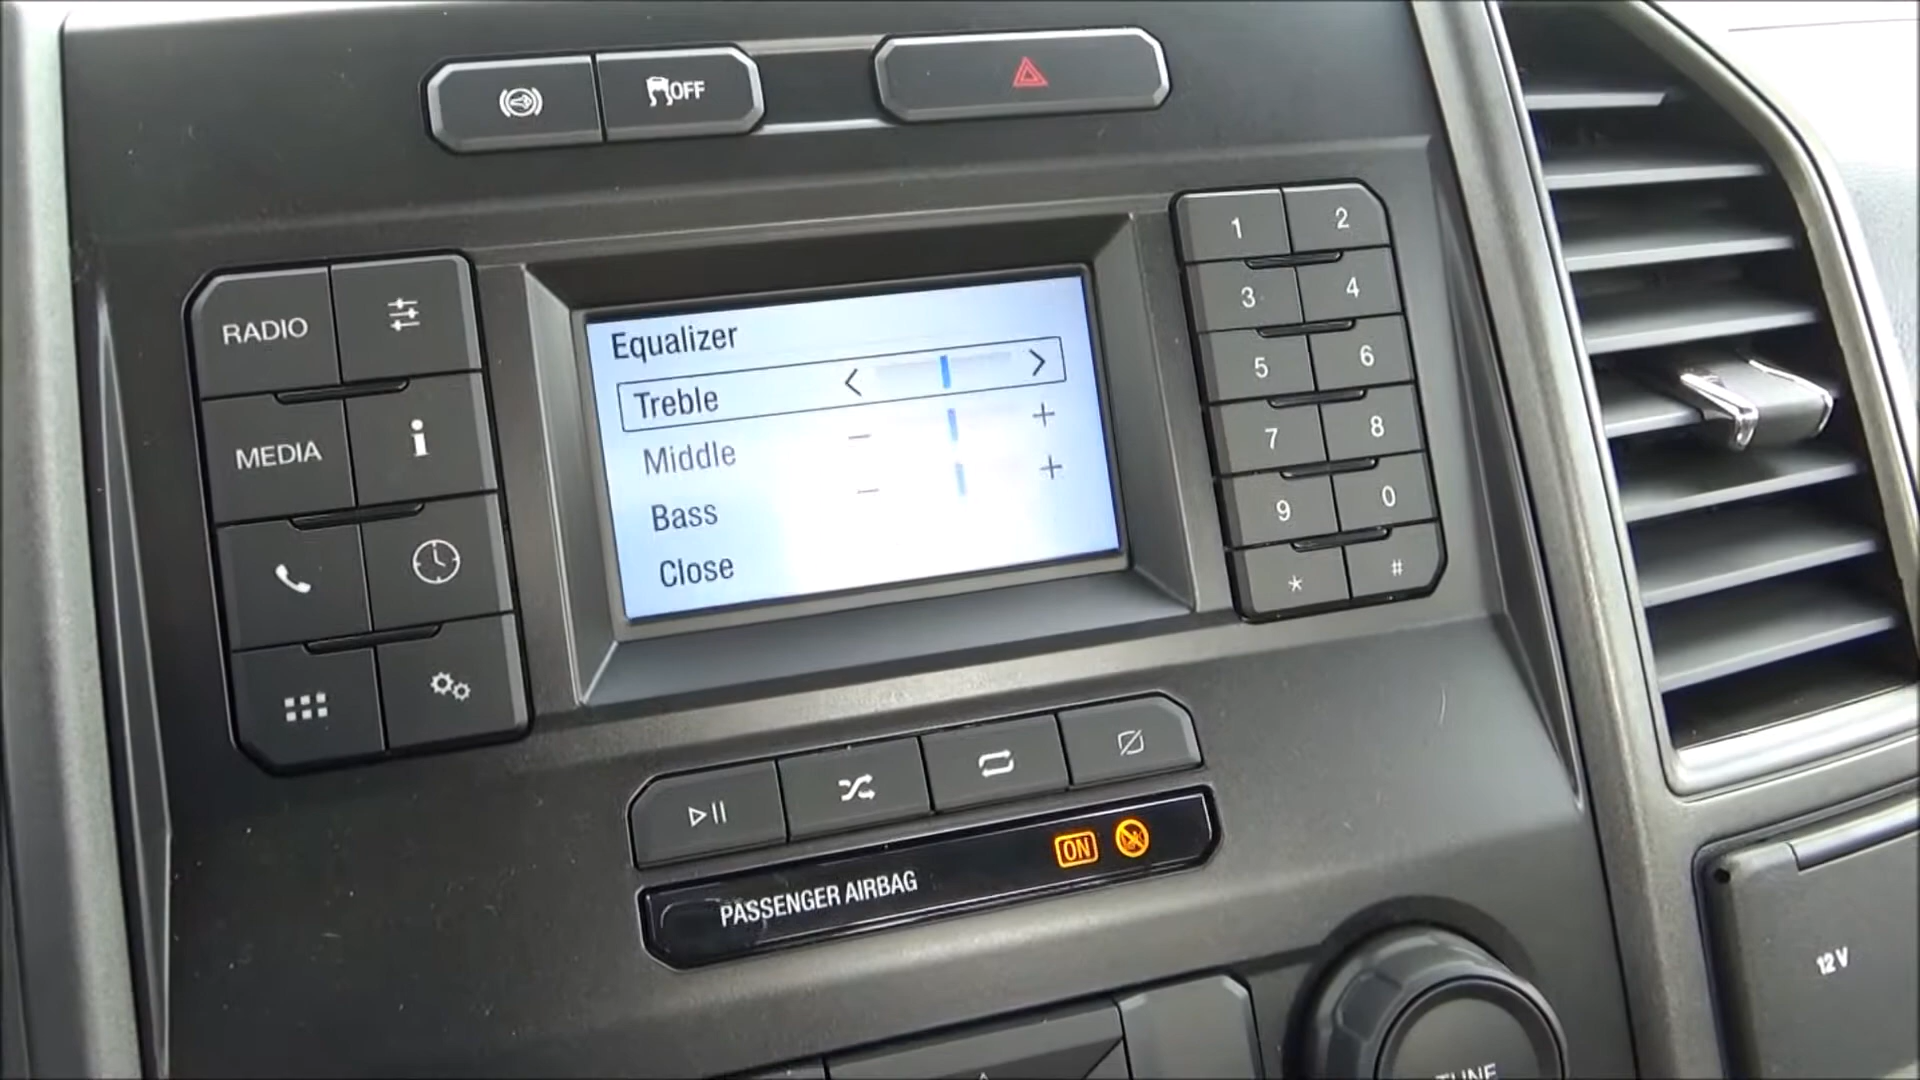 OFF
RADIO
MEDIA
Equalizer
Treble < >
Middle − +
Bass − +
Close
1 2
3 4
5 6
7 8
9 0
* #
PASSENGER AIRBAG ON
12V
TUNE